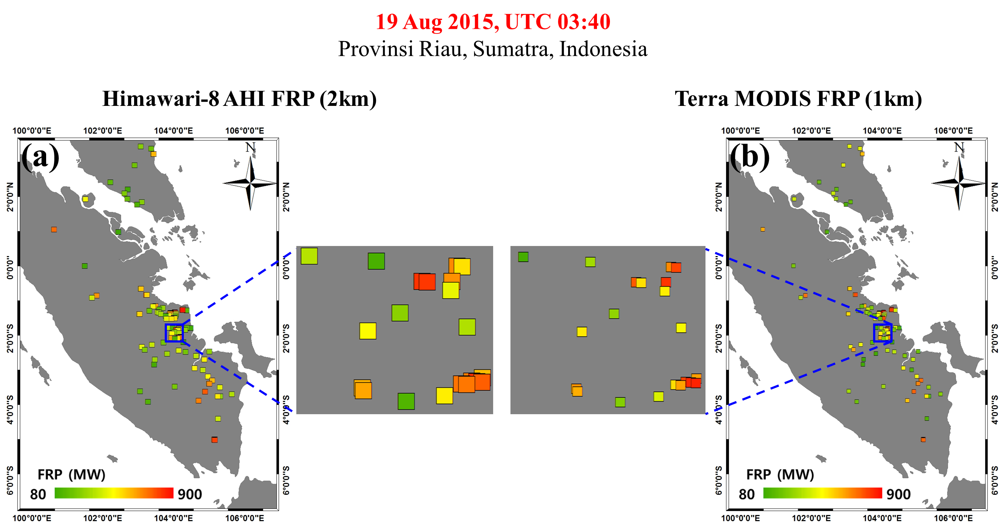 19 Aug 2015, UTC 03:40
Provinsi Riau, Sumatra, Indonesia
Himawari-8 AHI FRP (2km)
Terra MODIS FRP (1km)
100°0'0"E 102°0'0"E 104°0'0"E 106°0'0"E
100°0'0"E 102°0'0"E 104°0'0"E 106°0'0"E
(a)
N
(b)
N
2°0'0"N
2°0'0"N
2°0'0"N
2°0'0"N
0°0'0"
0°0'0"
0°0'0"
0°0'0"
2°0'0"S
2°0'0"S
2°0'0"S
2°0'0"S
4°0'0"S
4°0'0"S
4°0'0"S
4°0'0"S
6°0'0"S
6°0'0"S
6°0'0"S
6°0'0"S
FRP (MW)
80 900
FRP (MW)
80 900
100°0'0"E 102°0'0"E 104°0'0"E 106°0'0"E
100°0'0"E 102°0'0"E 104°0'0"E 106°0'0"E